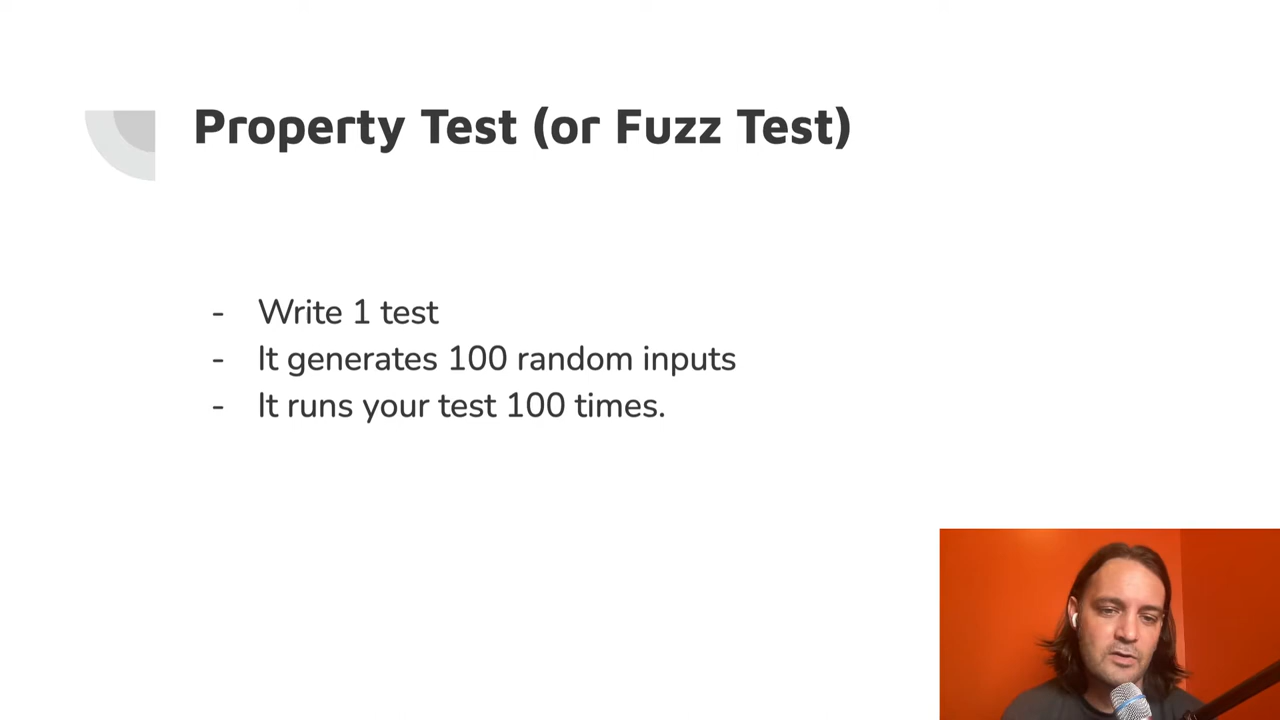 Property Test (or Fuzz Test)
- Write 1 test
- It generates 100 random inputs
- It runs your test 100 times.